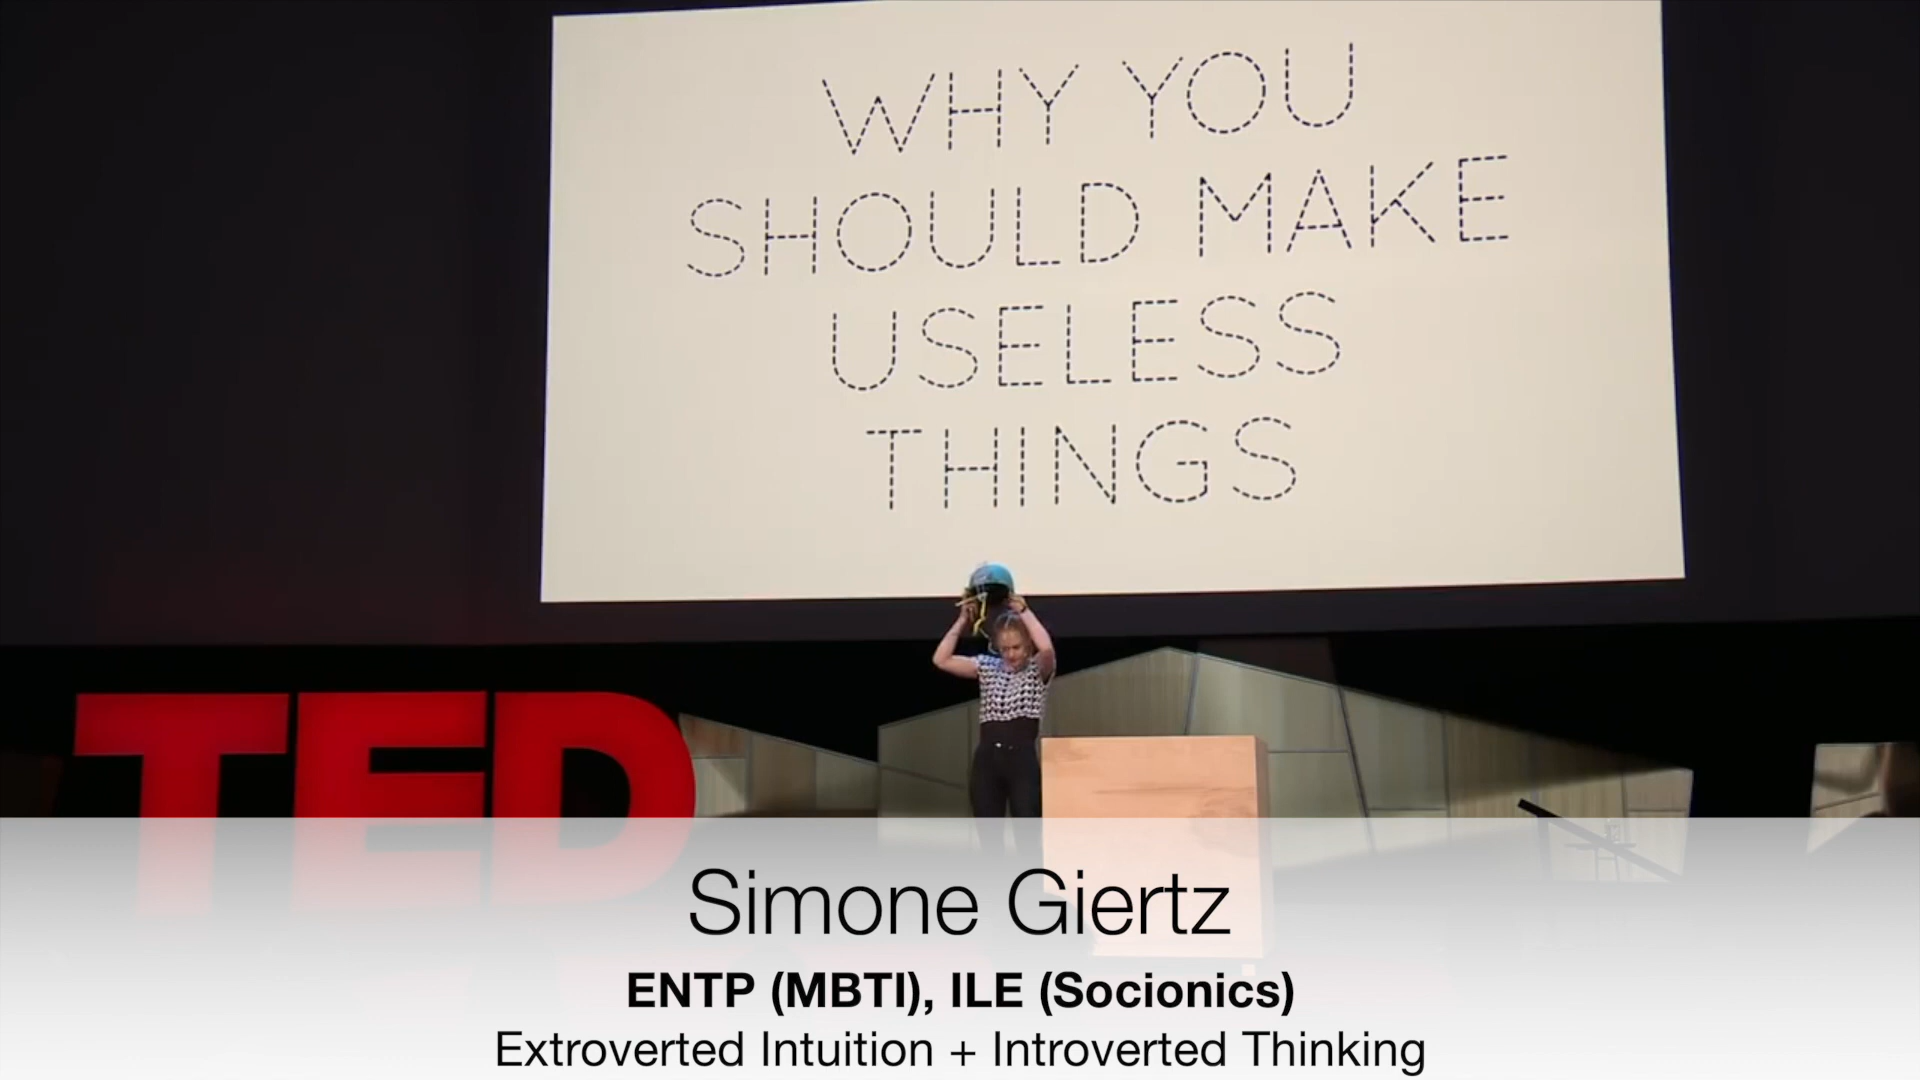 WHY YOU
SHOULD MAKE
USELESS
THINGS
TED
Simone Giertz
ENTP (MBTI), ILE (Socionics)
Extroverted Intuition + Introverted Thinking